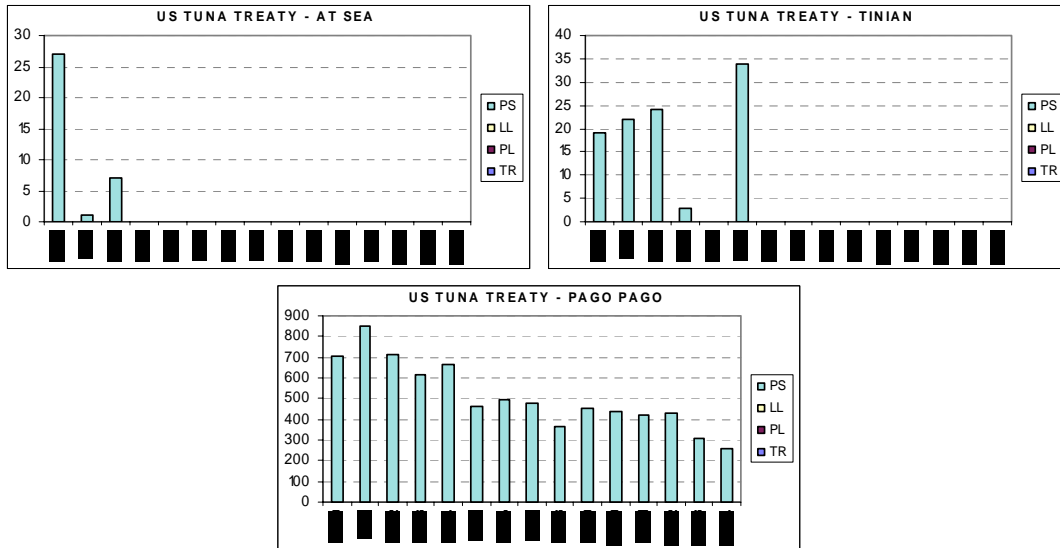 US TUNA TREATY - AT SEA
30
25
20
15
10
5
0
PS
LL
PL
TR
US TUNA TREATY - TINIAN
40
35
30
25
20
15
10
5
0
PS
LL
PL
TR
US TUNA TREATY - PAGO PAGO
900
800
700
600
500
400
300
200
100
0
PS
LL
PL
TR